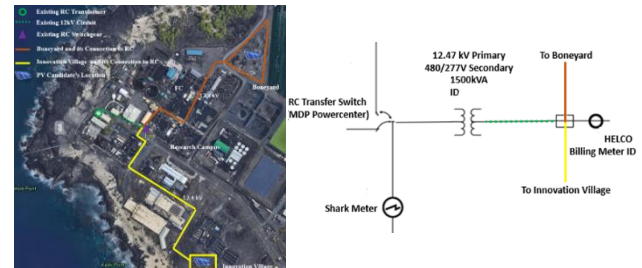 Existing RC Transformer
Existing 12kV Circuit
Existing RC Switchgear
Boneyard and its Connection to RC
Innovation Village and its Connection to RC
PV Candidate's Location
FC
Boneyard
Research Campus
12.4 kV
Innovation Village
12.47 kV Primary
480/277V Secondary
1500kVA
ID
To Boneyard
RC Transfer Switch
(MDP Powercenter)
HELCO
Billing Meter ID
To Innovation Village
Shark Meter